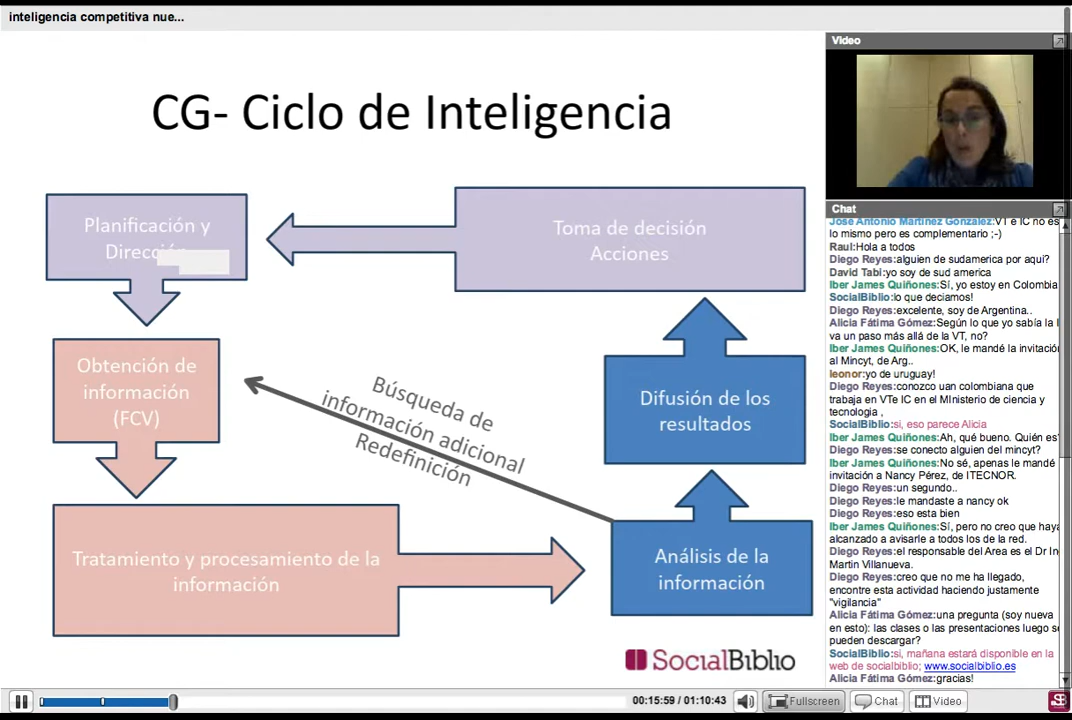 inteligencia competitiva nue...
CG- Ciclo de Inteligencia
Planificación y
Dirección
Toma de decisión
Acciones
Obtención de
información
(FCV)
Búsqueda de
información adicional
Redefinición
Difusión de los
resultados
Tratamiento y procesamiento de la
información
Análisis de la
información
SocialBiblio
Video
Chat
Jose Antonio Martínez González:VT e IC no es
lo mismo pero es complementario ;-)
Raul:Hola a todos
Diego Reyes:alguien de sudamerica por aqui?
David Tabi:yo soy de sud america
Iber James Quiñones:Sí, yo estoy en Colombia
SocialBiblio:lo que deciamos!
Diego Reyes:excelente, soy de Argentina..
Alicia Fátima Gómez:Según lo que yo sabía la I
va un paso más allá de la VT, no?
Iber James Quiñones:OK, le mandé la invitació
al Mincyt, de Arg..
leonor:yo de uruguay!
Diego Reyes:conozco uan colombiana que
trabaja en VTe IC en el MInisterio de ciencia y
tecnologia ,
SocialBiblio:si, eso parece Alicia
Iber James Quiñones:Ah, qué bueno. Quién es?
Diego Reyes:se conecto alguien del mincyt?
Iber James Quiñones:No sé, apenas le mandé
invitación a Nancy Pérez, de ITECNOR.
Diego Reyes:un segundo..
Diego Reyes:le mandaste a nancy ok
Diego Reyes:eso esta bien
Iber James Quiñones:Sí, pero no creo que haya
alcanzado a avisarle a todos los de la red.
Diego Reyes:el responsable del Area es el Dr In
Martin Villanueva.
Diego Reyes:creo que no me ha llegado,
encontre esta actividad haciendo justamente
"vigilancia"
Alicia Fátima Gómez:una pregunta (soy nueva
en esto): las clases o las presentaciones luego se
pueden descargar?
SocialBiblio:si, mañana estará disponible en la
web de socialbiblio; www.socialbiblio.es
Alicia Fátima Gómez:gracias!
00:15:59 / 01:10:43
Fullscreen
Chat
Video